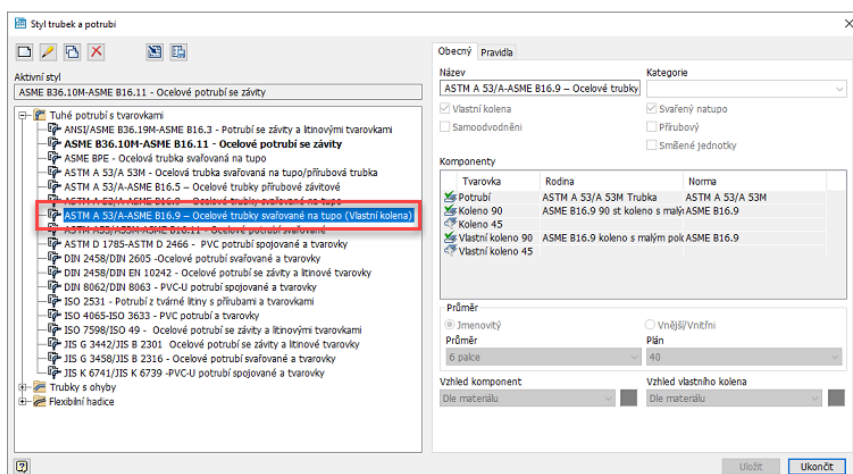 Styl trubek a potrubí
Aktivní styl
ASME B36.10M-ASME B16.11 - Ocelové potrubí se závity
Tuhé potrubí s tvarovkami
ANSI/ASME B36.19M-ASME B16.3 - Potrubí se závity a litinovými tvarovkami
ASME B36.10M-ASME B16.11 - Ocelové potrubí se závity
ASME BPE - Ocelová trubka svařovaná na tupo
ASTM A 53/A 53M - Ocelová trubka svařovaná na tupo/přírubová trubka
ASTM A 53/A-ASME B16.5 – Ocelové trubky přírubové závitové
ASTM A 53/A-ASME B16.9 – Ocelové trubky svařované na tupo
ASTM A 53/A-ASME B16.9 – Ocelové trubky svařované na tupo (Vlastní kolena)
ASTM A53/A53M-ASME B16.11 - Ocelové potrubí svařované
ASTM D 1785-ASTM D 2466 - PVC potrubí spojované a tvarovky
DIN 2458/DIN 2605 -Ocelové potrubí svařované a tvarovky
DIN 2458/DIN EN 10242 - Ocelové potrubí se závity a litinové tvarovky
DIN 8062/DIN 8063 - PVC-U potrubí spojované a tvarovky
ISO 2531 - Potrubí z tvárné litiny s přírubami a tvarovkami
ISO 4065-ISO 3633 - PVC potrubí a tvarovky
ISO 7598/ISO 49 - Ocelové potrubí se závity a litinovými tvarovkami
JIS G 3442/JIS B 2301 Ocelové potrubí se závity a litinové tvarovky
JIS G 3458/JIS B 2316 - Ocelové potrubí svařované a tvarovky
JIS K 6741/JIS K 6739 -PVC-U potrubí spojované a tvarovky
Trubky s ohyby
Flexibilní hadice
Obecný Pravidla
Název Kategorie
ASTM A 53/A-ASME B16.9 – Ocelové trubky
Vlastní kolena Svařený natupo
Samoodvodnění Přírubový
Smíšené jednotky
Komponenty
Tvarovka Rodina Norma
Potrubí ASTM A 53/A 53M Trubka ASTM A 53/A 53M
Koleno 90 ASME B16.9 90 st koleno s malý ASME B16.9
Koleno 45
Vlastní koleno 90 ASME B16.9 koleno s malým pok ASME B16.9
Vlastní koleno 45
Průměr
Jmenovitý Vnější/Vnitřní
Průměr Plán
6 palce 40
Vzhled komponent Vzhled vlastního kolena
Dle materiálu Dle materiálu
Uložit Ukončit